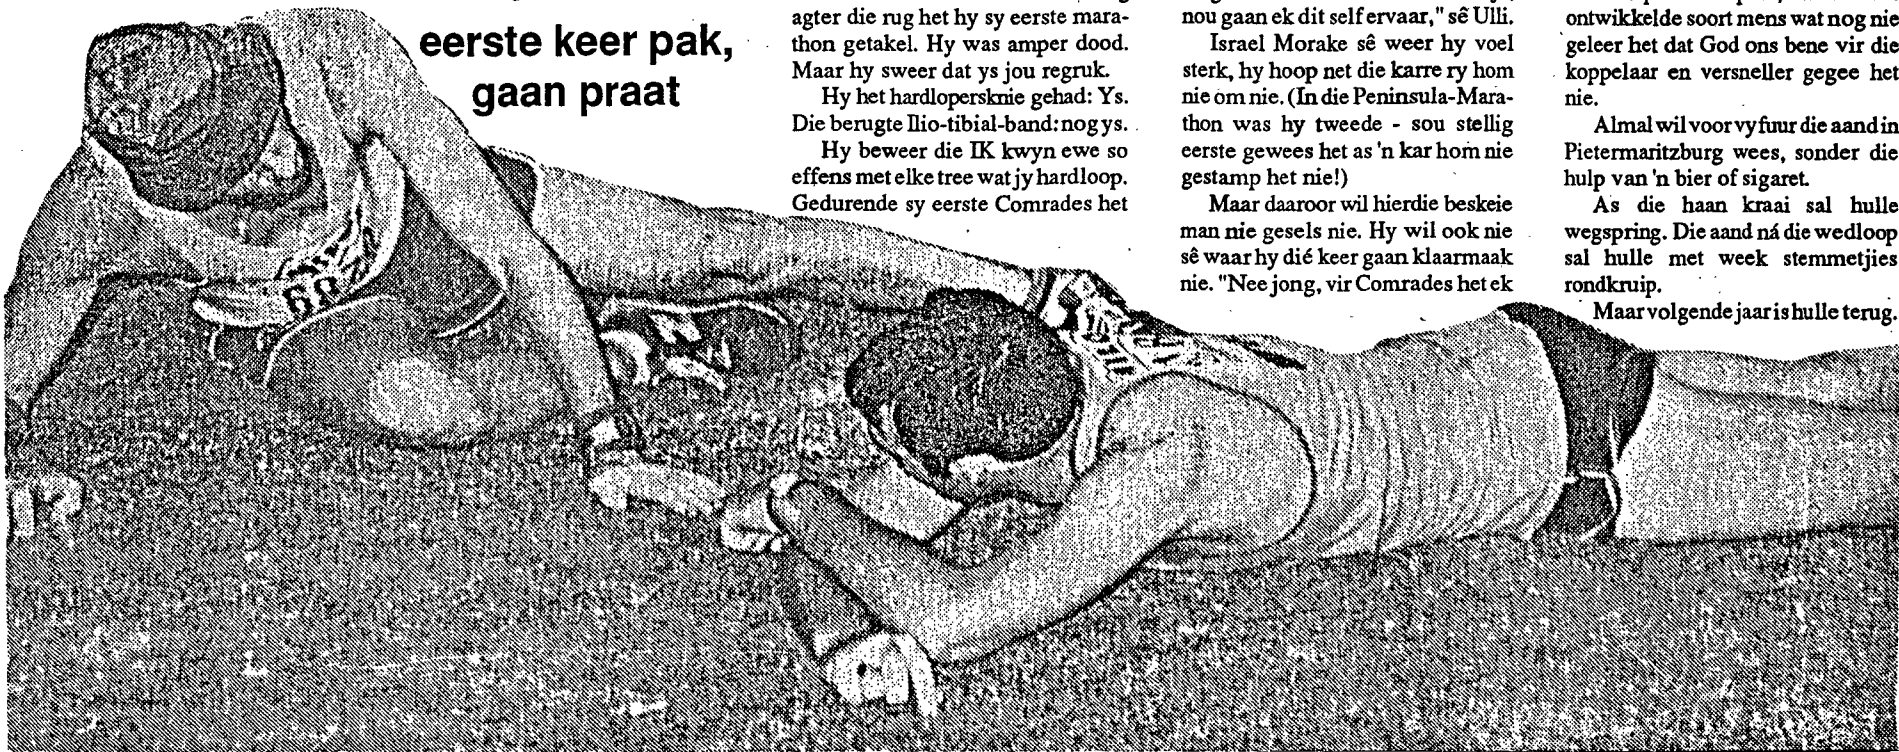 eerste keer pak,
gaan praat
agter die rug het hy sy eerste mara-
thon getakel. Hy was amper dood.
Maar hy sweer dat ys jou regruk.
Hy het hardlopersknie gehad: Ys.
Die berugte Ilio-tibial-band: nog ys.
Hy beweer die IK kwyn ewe so
effens met elke tree wat jy hardloop.
Gedurende sy eerste Comrades het
nou gaan ek dit self ervaar," sê Ulli.
Israel Morake sê weer hy voel
sterk, hy hoop net die karre ry hom
nie om nie. (In die Peninsula-Mara-
thon was hy tweede - sou stellig
eerste gewees het as 'n kar hom nie
gestamp het nie!)
Maar daaroor wil hierdie beskeie
man nie gesels nie. Hy wil ook nie
sê waar hy dié keer gaan klaarmaak
nie. "Nee jong, vir Comrades het ek
ontwikkelde soort mens wat nog nie
geleer het dat God ons bene vir die
koppelaar en versneller gegee het
nie.
Almal wil voor vyfuur die aand in
Pietermaritzburg wees, sonder die
hulp van 'n bier of sigaret.
As die haan kraai sal hulle
wegspring. Die aand ná die wedloop
sal hulle met week stemmetjies
rondkruip.
Maar volgende jaar is hulle terug.